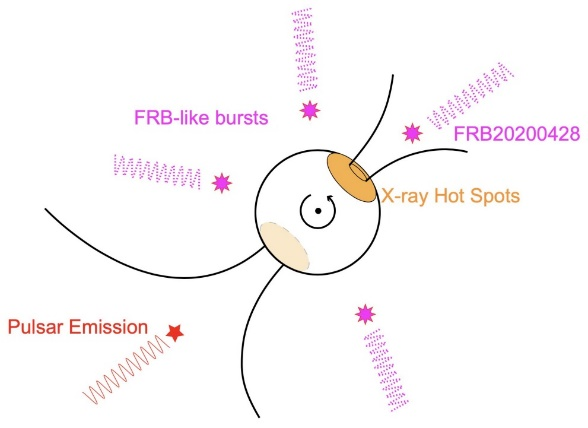 FRB-like bursts
FRB20200428
X-ray Hot Spots
Pulsar Emission